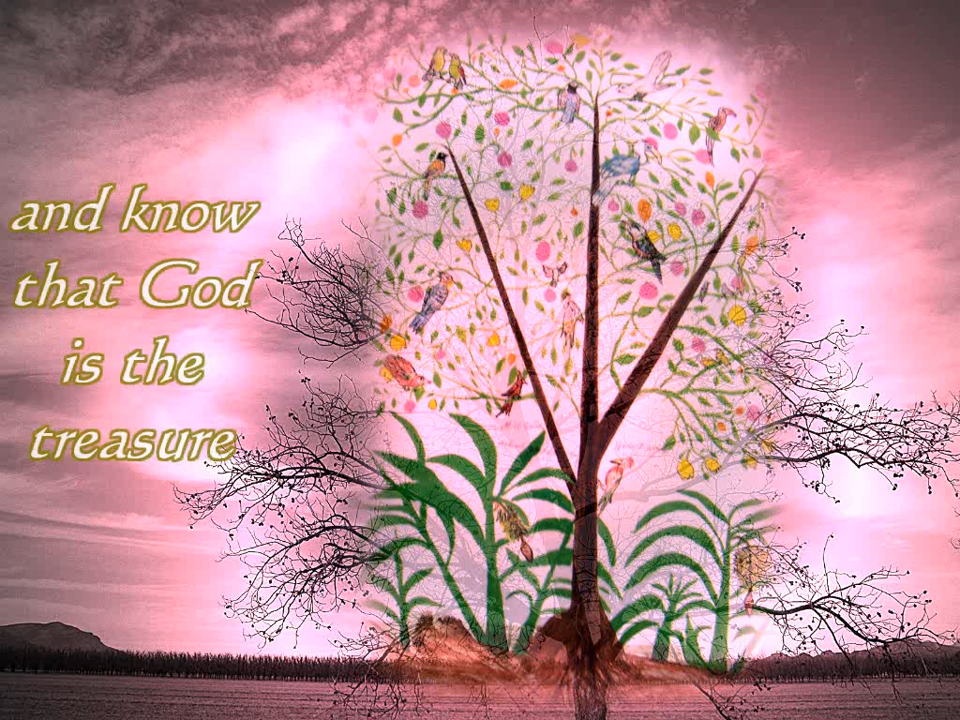 and know
that God
is the
treasure